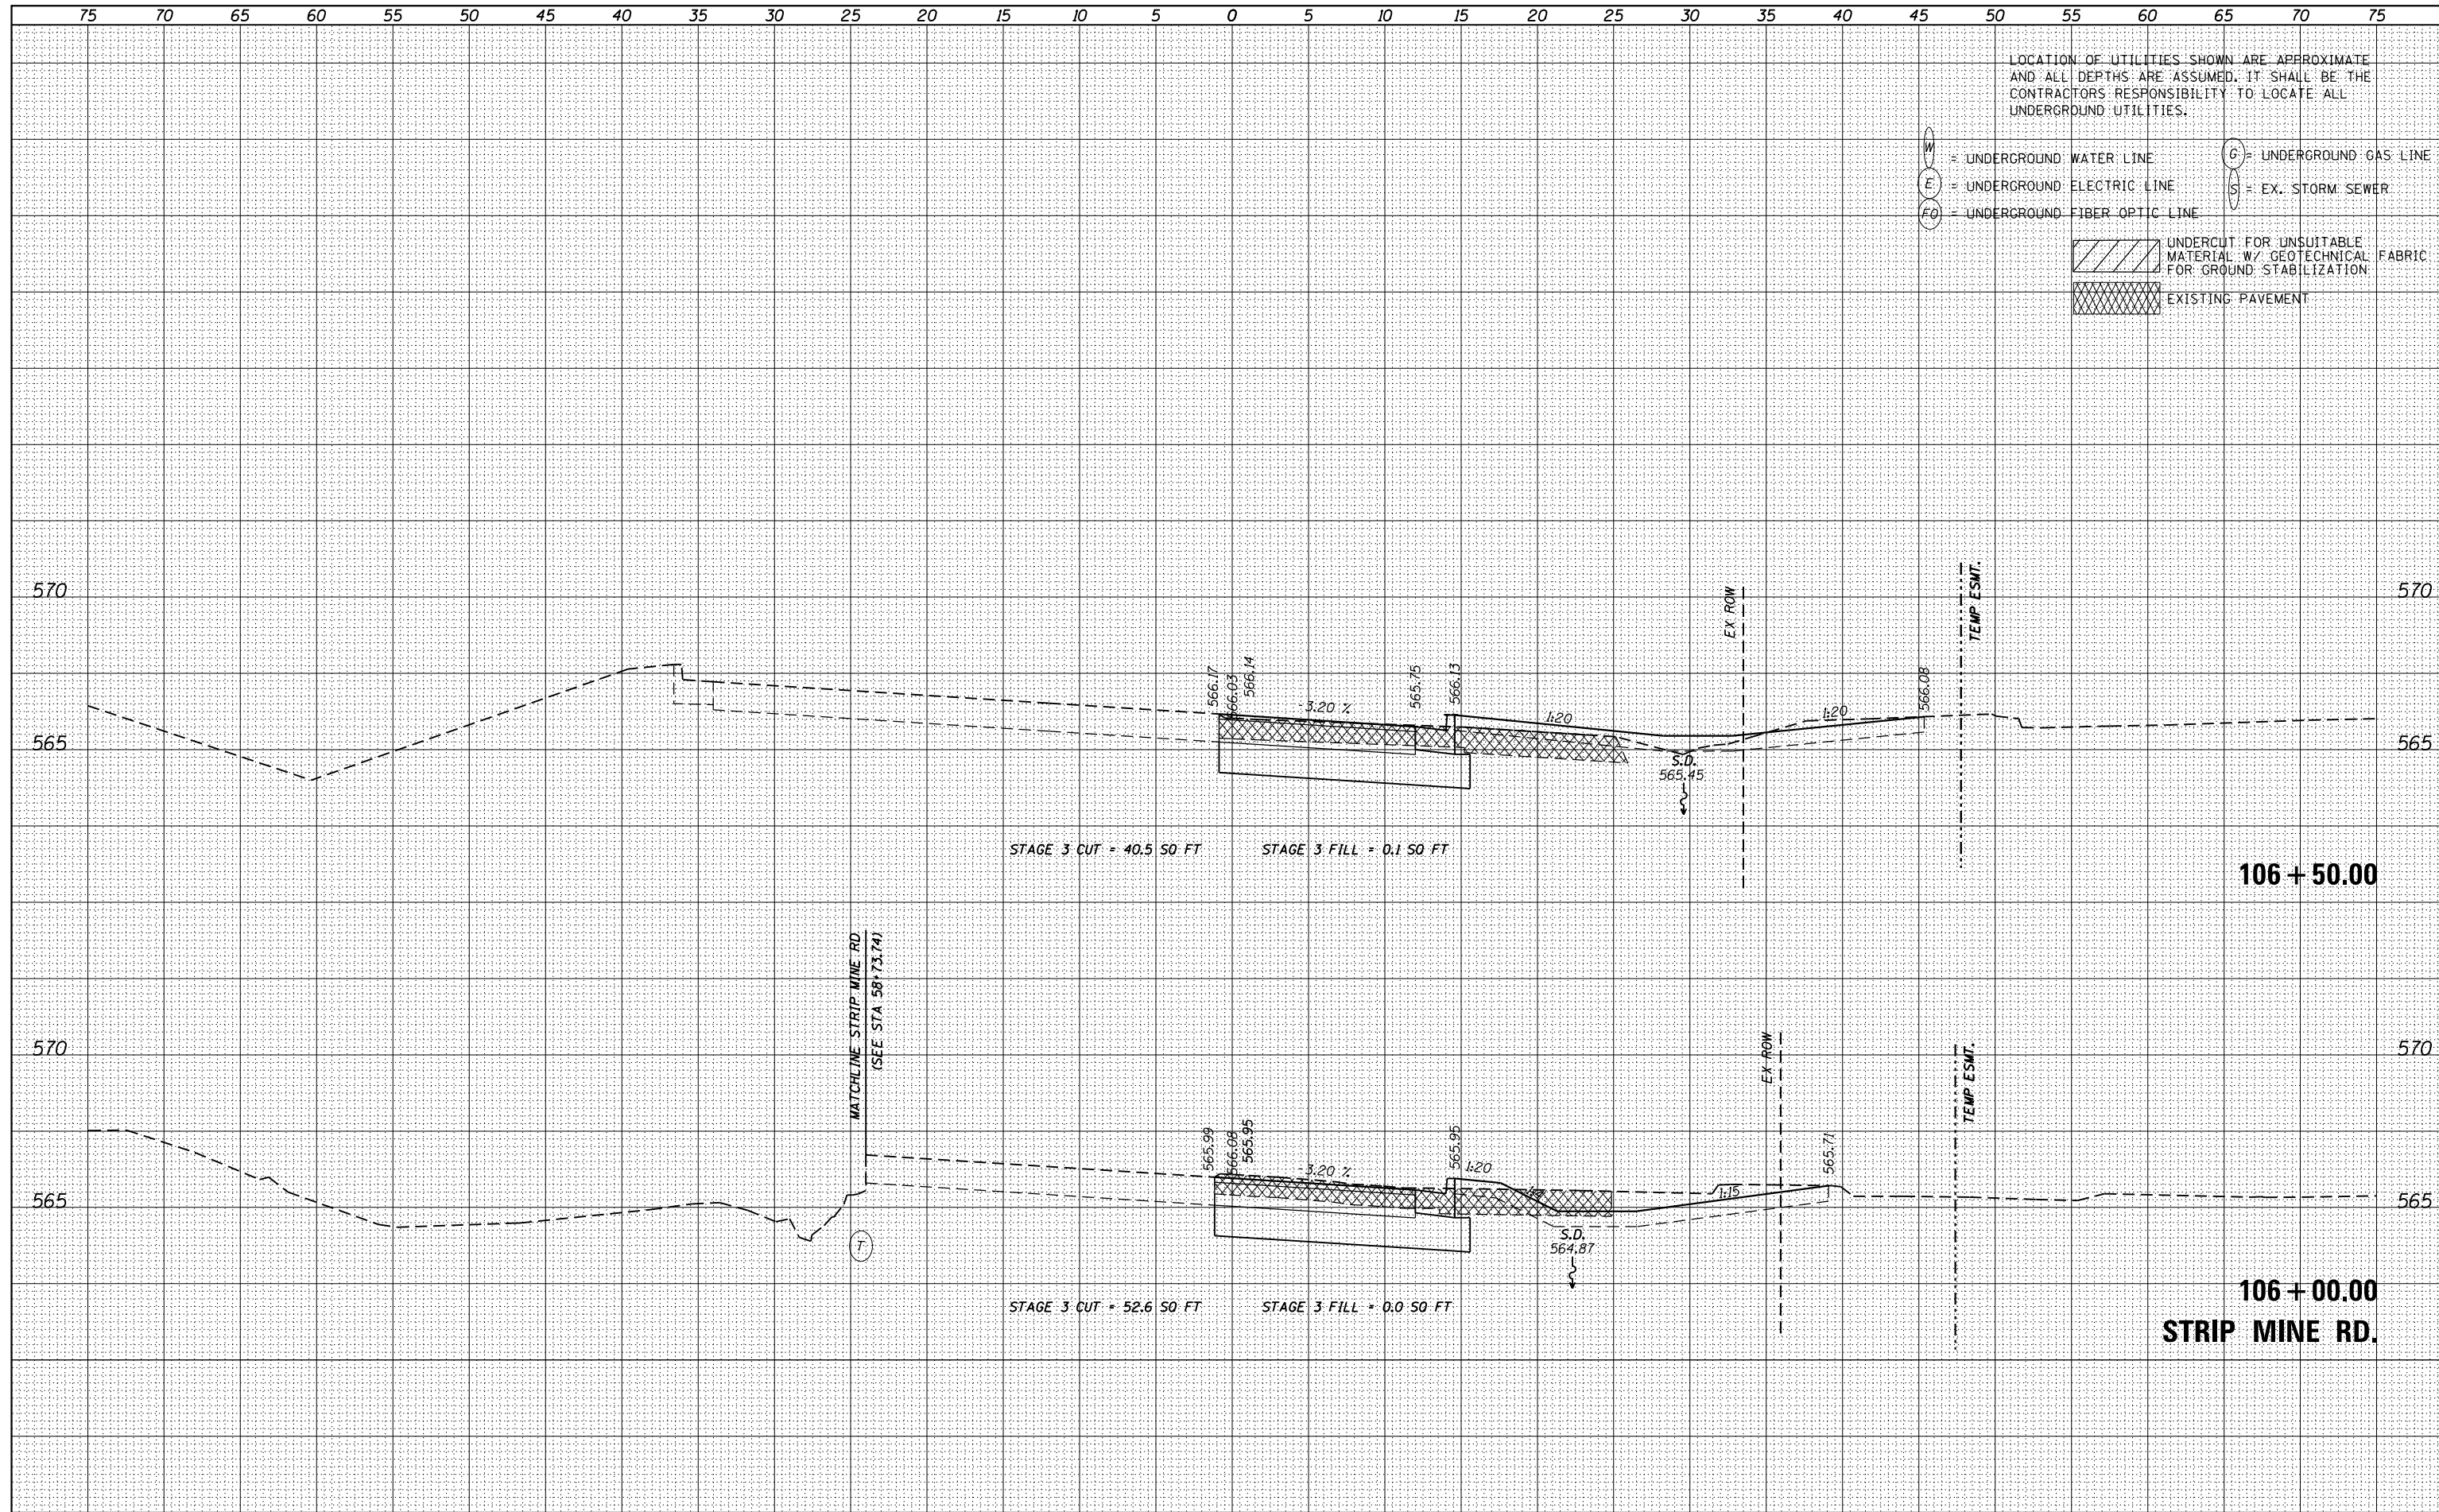 75 70 65 60 55 50 45 40 35 30 25 20 15 10 5 0 5 10 15 20 25 30 35 40 45 50 55 60 65 70 75
LOCATION OF UTILITIES SHOWN ARE APPROXIMATE
AND ALL DEPTHS ARE ASSUMED. IT SHALL BE THE
CONTRACTORS RESPONSIBILITY TO LOCATE ALL
UNDERGROUND UTILITIES.
W = UNDERGROUND WATER LINE
G = UNDERGROUND GAS LINE
E = UNDERGROUND ELECTRIC LINE
S = EX. STORM SEWER
FO = UNDERGROUND FIBER OPTIC LINE
UNDERCUT FOR UNSUITABLE
MATERIAL W/ GEOTECHNICAL FABRIC
FOR GROUND STABILIZATION
EXISTING PAVEMENT
570
570
EX ROW
TEMP ESMT.
566.17
566.03
566.14
565.75
566.13
566.08
-3.20 %
1:20
1:20
565
565
S.D.
565.45
STAGE 3 CUT = 40.5 SQ FT
STAGE 3 FILL = 0.1 SQ FT
106+50.00
MATCHLINE STRIP MINE RD
(SEE STA 58+73.74)
570
570
EX ROW
TEMP ESMT.
565.99
566.08
565.95
565.95
565.71
-3.20 %
1:20
1:15
565
565
T
S.D.
564.87
STAGE 3 CUT = 52.6 SQ FT
STAGE 3 FILL = 0.0 SQ FT
106+00.00
STRIP MINE RD.